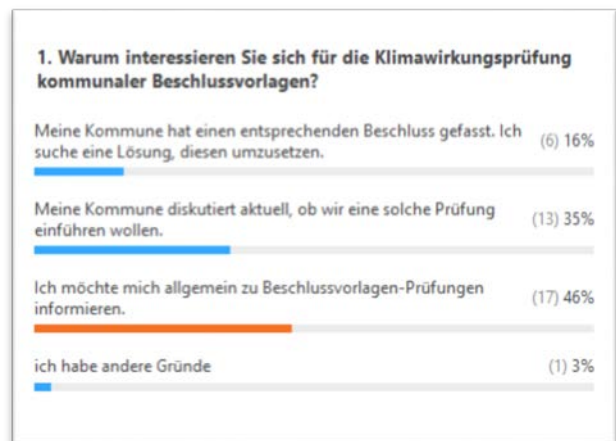 1. Warum interessieren Sie sich für die Klimawirkungsprüfung
kommunaler Beschlussvorlagen?
Meine Kommune hat einen entsprechenden Beschluss gefasst. Ich
suche eine Lösung, diesen umzusetzen.
(6) 16%
Meine Kommune diskutiert aktuell, ob wir eine solche Prüfung
einführen wollen.
(13) 35%
Ich möchte mich allgemein zu Beschlussvorlagen-Prüfungen
informieren.
(17) 46%
ich habe andere Gründe
(1) 3%